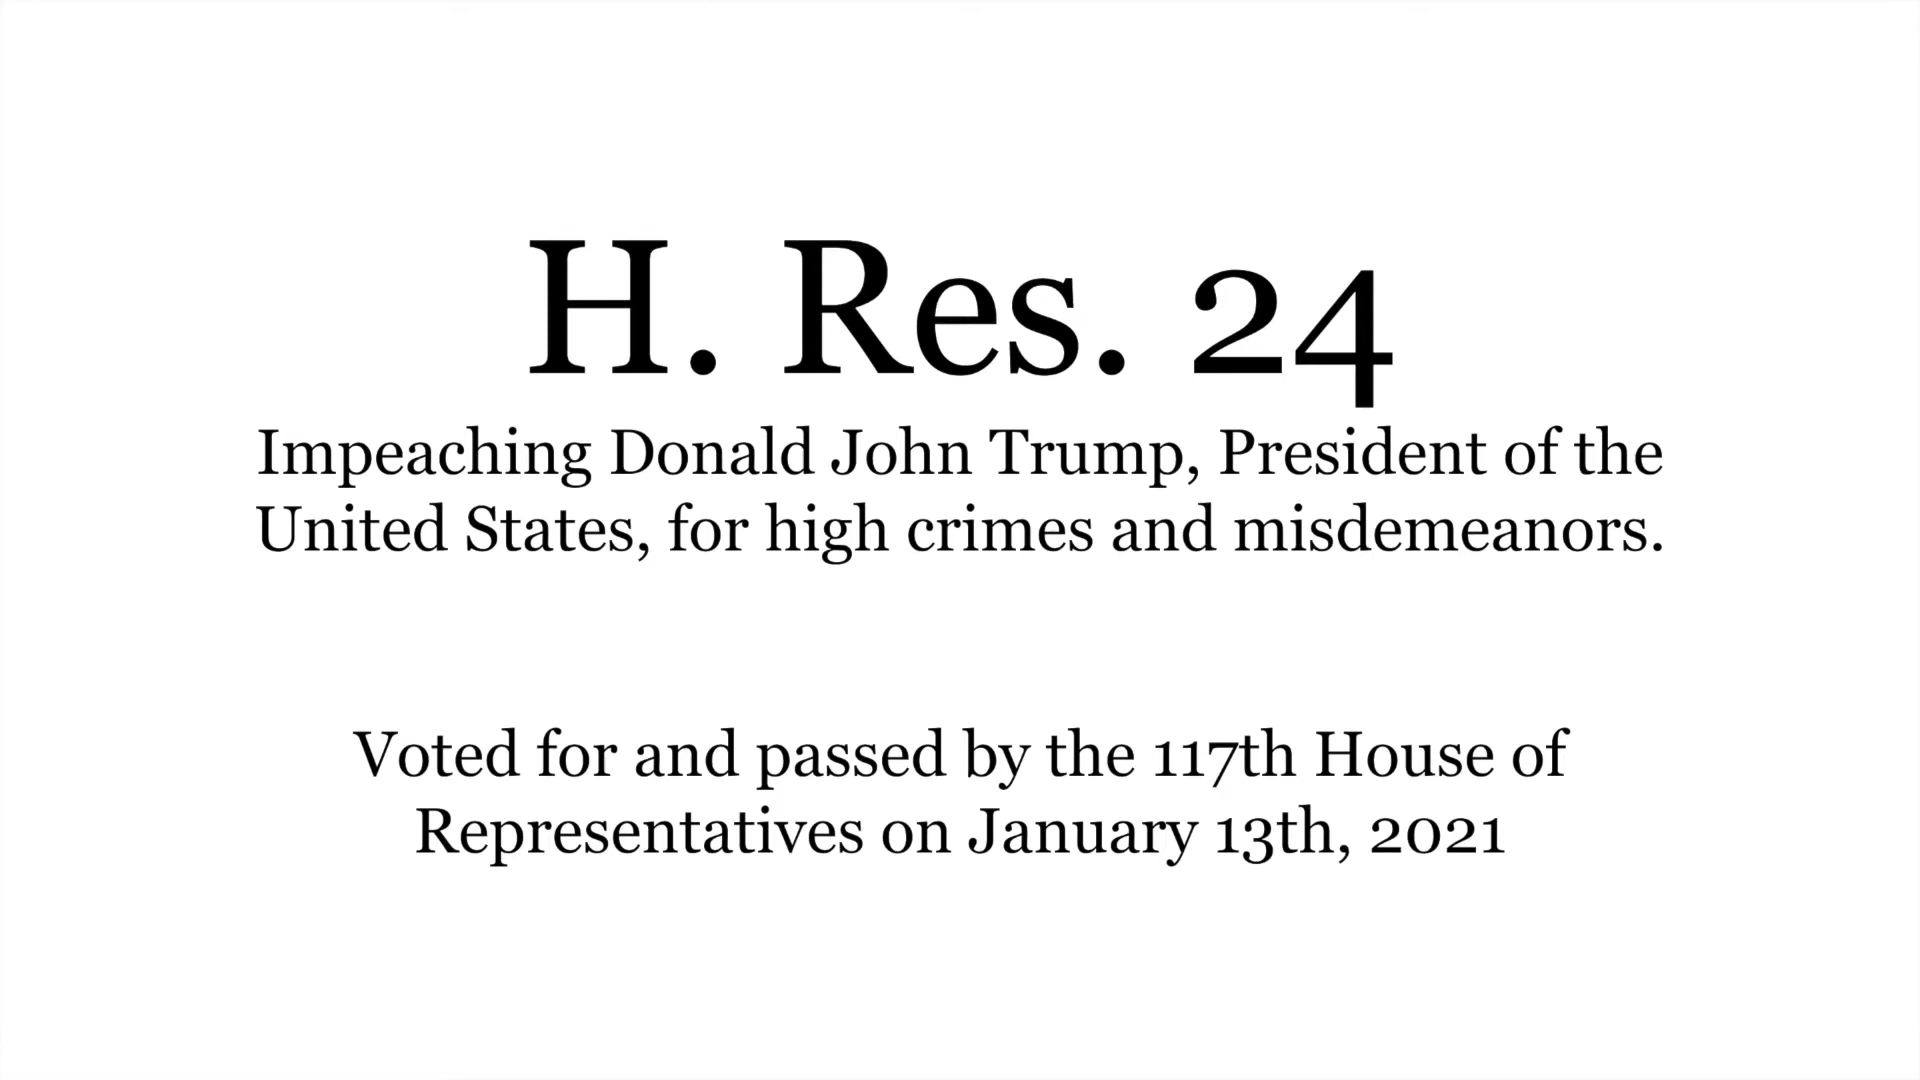 H. Res. 24
Impeaching Donald John Trump, President of the
United States, for high crimes and misdemeanors.
Voted for and passed by the 117th House of
Representatives on January 13th, 2021